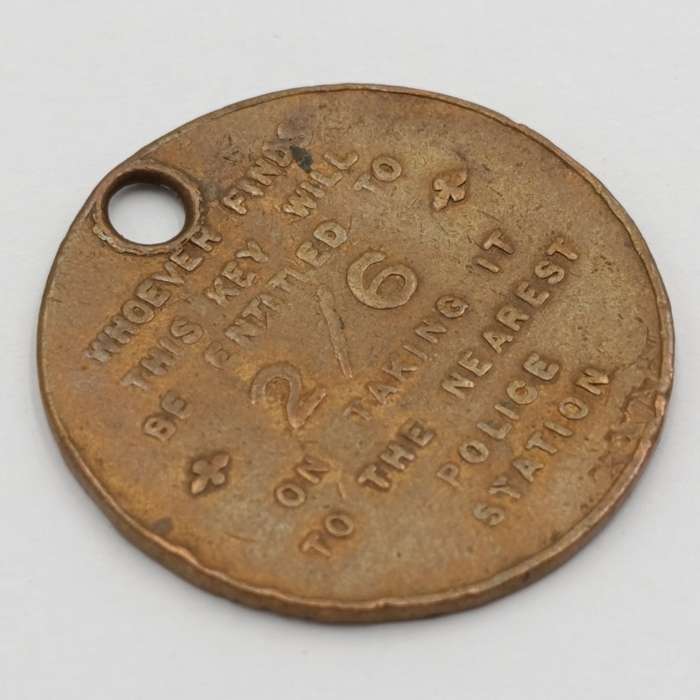 WHOEVER FINDS
THIS KEY WILL
BE ENTITLED TO
2/6
ON TAKING IT
TO THE NEAREST
POLICE
STATION